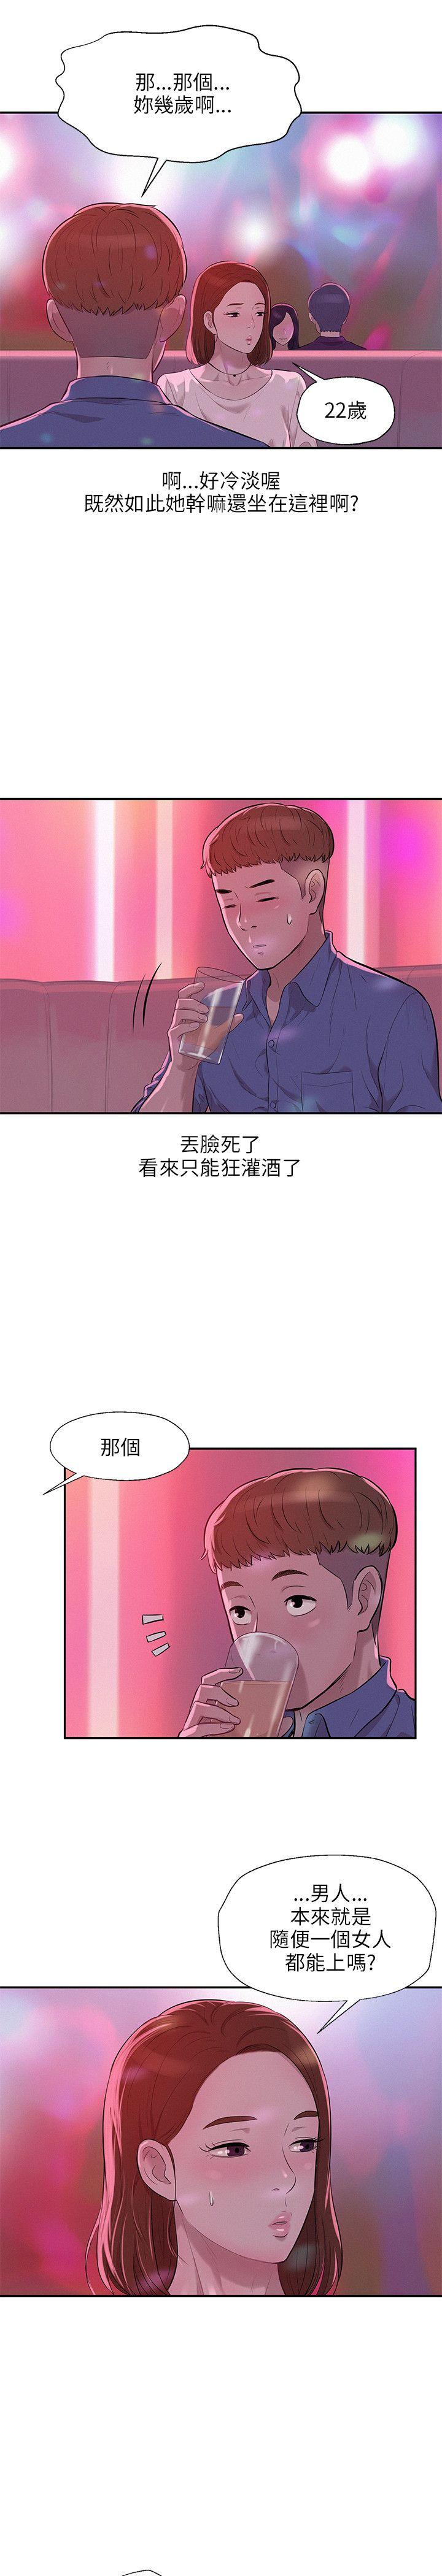 那...那個...
妳幾歲啊...
22歲
啊...好冷淡喔
既然如此她幹嘛還坐在這裡啊?
丟臉死了
看來只能狂灌酒了
那個
...男人...
本來就是
隨便一個女人
都能上嗎?